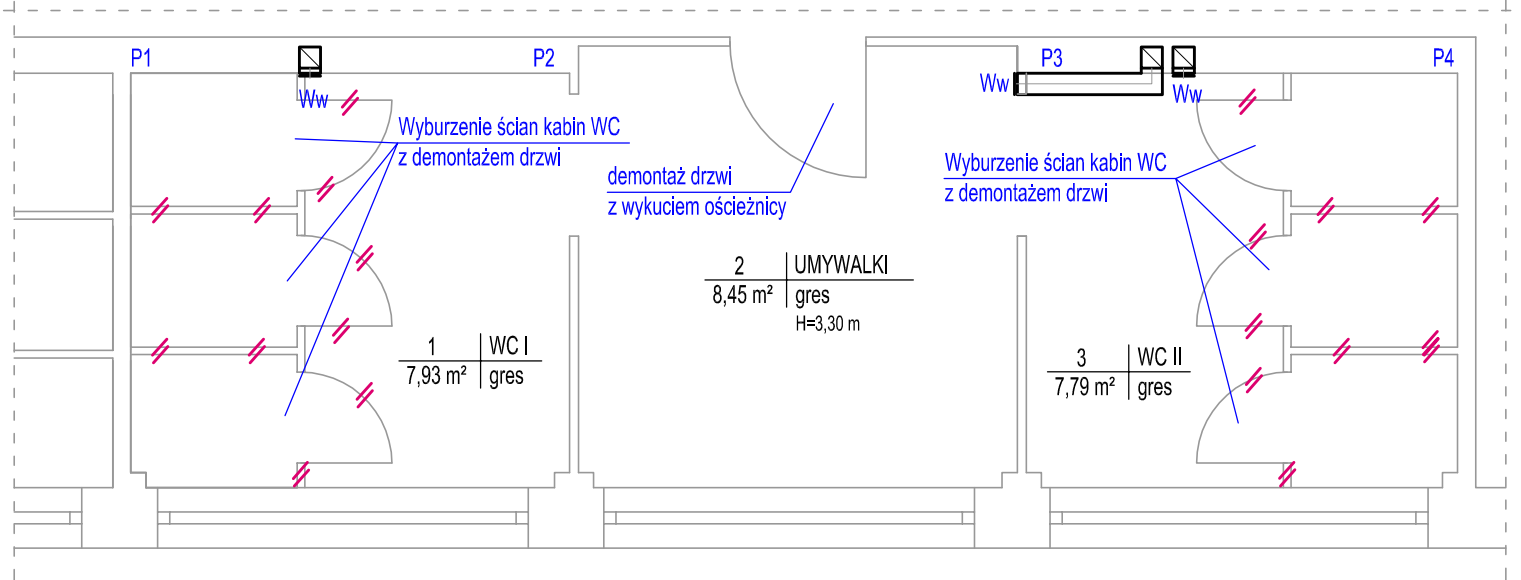 P1
P2
P3
P4
Ww
Ww
Ww
Wyburzenie ścian kabin WC
z demontażem drzwi
demontaż drzwi
z wykuciem ościeżnicy
Wyburzenie ścian kabin WC
z demontażem drzwi
2 UMYWALKI
8,45 m² gres
H=3,30 m
1 WC I
7,93 m² gres
3 WC II
7,79 m² gres